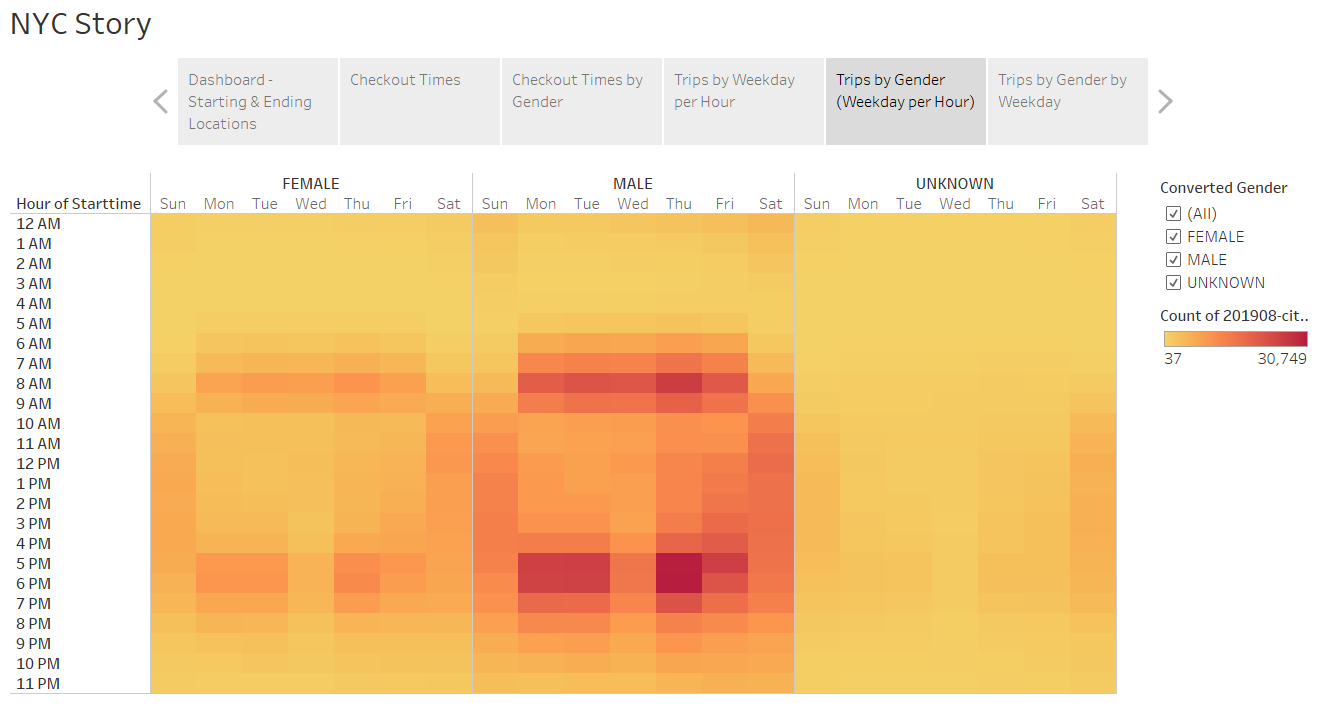 NYC Story
Dashboard -
Starting & Ending
Locations
Checkout Times
Checkout Times by
Gender
Trips by Weekday
per Hour
Trips by Gender
(Weekday per Hour)
Trips by Gender by
Weekday
FEMALE MALE UNKNOWN
Hour of Starttime Sun Mon Tue Wed Thu Fri Sat Sun Mon Tue Wed Thu Fri Sat Sun Mon Tue Wed Thu Fri Sat
12 AM
1 AM
2 AM
3 AM
4 AM
5 AM
6 AM
7 AM
8 AM
9 AM
10 AM
11 AM
12 PM
1 PM
2 PM
3 PM
4 PM
5 PM
6 PM
7 PM
8 PM
9 PM
10 PM
11 PM
Converted Gender
(All)
FEMALE
MALE
UNKNOWN
Count of 201908-cit..
37 30,749